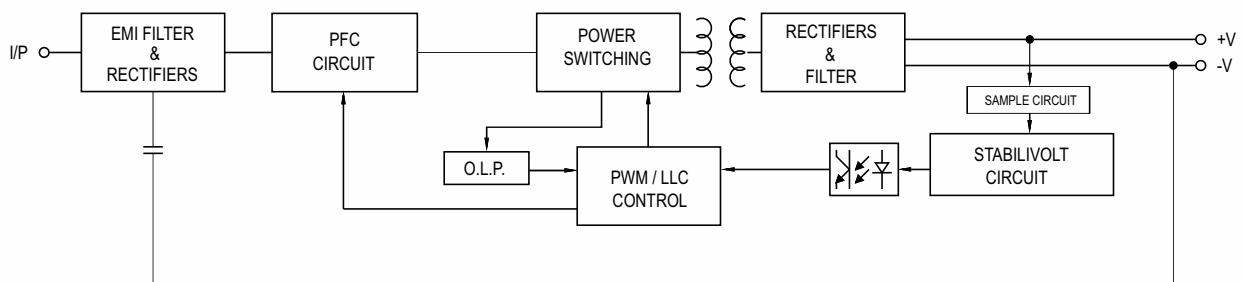 I/P
EMI FILTER
&
RECTIFIERS
PFC
CIRCUIT
POWER
SWITCHING
RECTIFIERS
&
FILTER
+V
-V
SAMPLE CIRCUIT
STABILIVOLT
CIRCUIT
O.L.P.
PWM / LLC
CONTROL